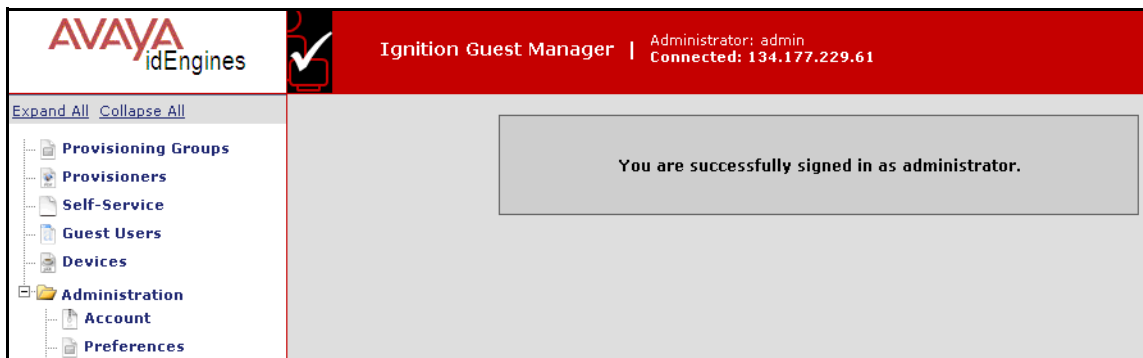 AVAYA
idEngines
Ignition Guest Manager | Administrator: admin
Connected: 134.177.229.61
Expand All Collapse All
Provisioning Groups
Provisioners
Self-Service
Guest Users
Devices
Administration
Account
Preferences
You are successfully signed in as administrator.